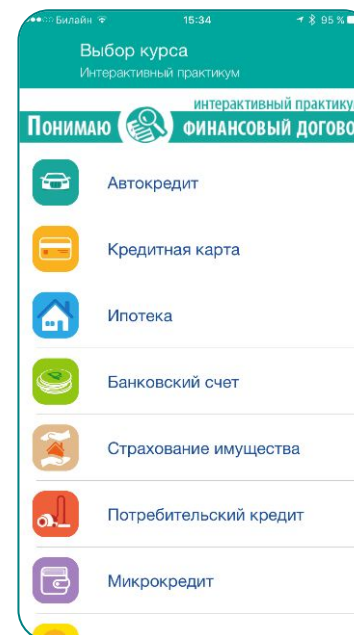 Билайн 15:34 95 %
Выбор курса
Интерактивный практикум
интерактивный практику
Понимаю финансовый догово
Автокредит
Кредитная карта
Ипотека
Банковский счет
Страхование имущества
Потребительский кредит
Микрокредит